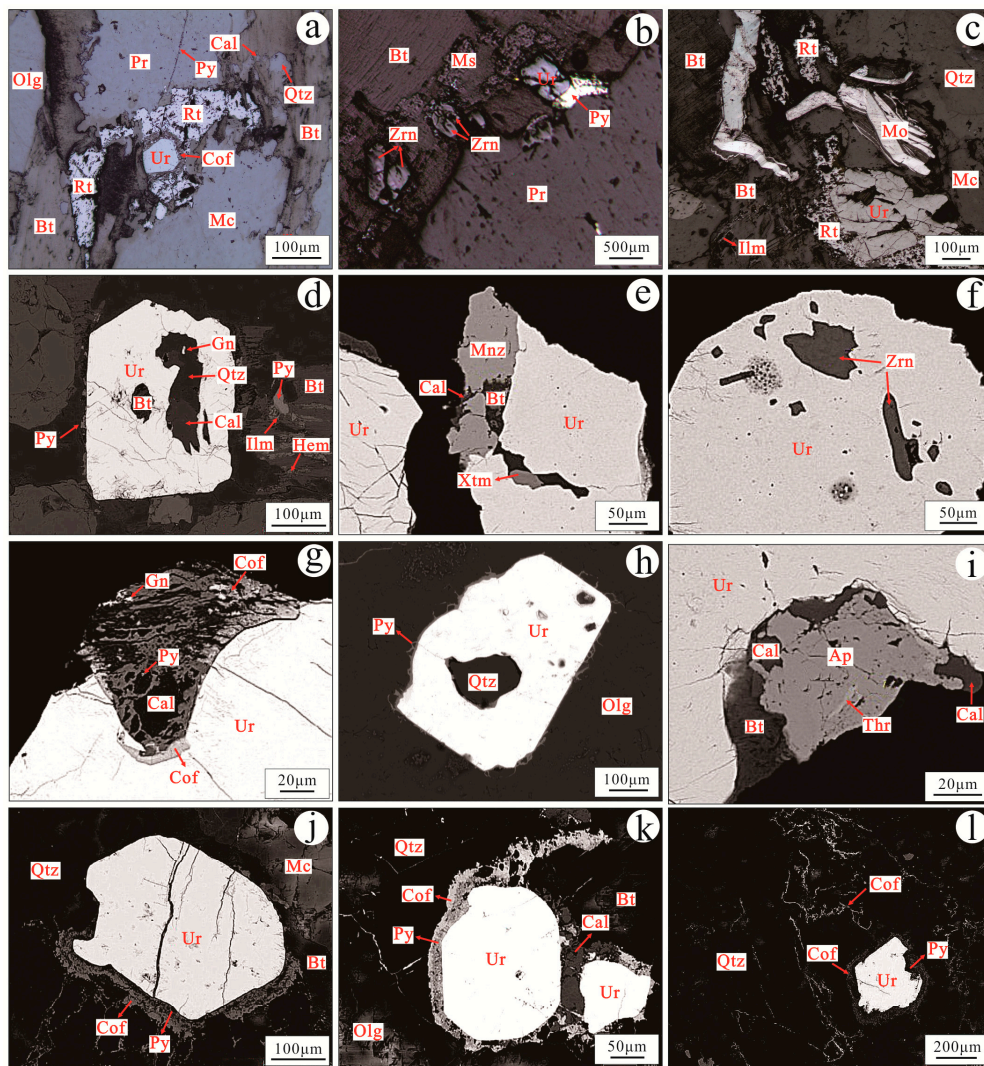 a
Cal
Olg
Pr
Py
Qtz
Rt
Bt
Ur
Cof
Rt
Bt
Mc
100μm
b
Bt
Ms
Ur
Py
Zrn
Zrn
Pr
500μm
c
Bt
Rt
Qtz
Mo
Bt
Mc
Ur
Rt
Ilm
100μm
d
Gn
Ur
Qtz
Py
Bt
Bt
Cal
Py
Ilm
Hem
100μm
e
Mnz
Cal
Bt
Ur
Ur
Xtm
50μm
f
Zrn
Ur
50μm
g
Cof
Gn
Py
Cal
Ur
Cof
20μm
h
Py
Ur
Qtz
Olg
100μm
i
Ur
Cal
Ap
Bt
Thr
Cal
20μm
j
Qtz
Mc
Ur
Bt
Cof
Py
100μm
k
Qtz
Cof
Bt
Cal
Py
Ur
Ur
Olg
50μm
l
Cof
Qtz
Cof
Py
Ur
200μm